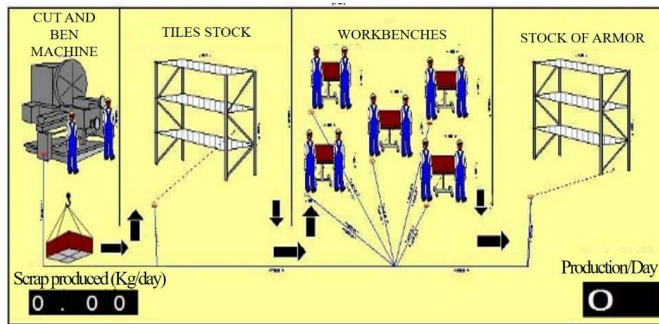 CUT AND
BEN
MACHINE
TILES STOCK
WORKBENCHES
STOCK OF ARMOR
Scrap produced (Kg/day)
0.00
Production/Day
0